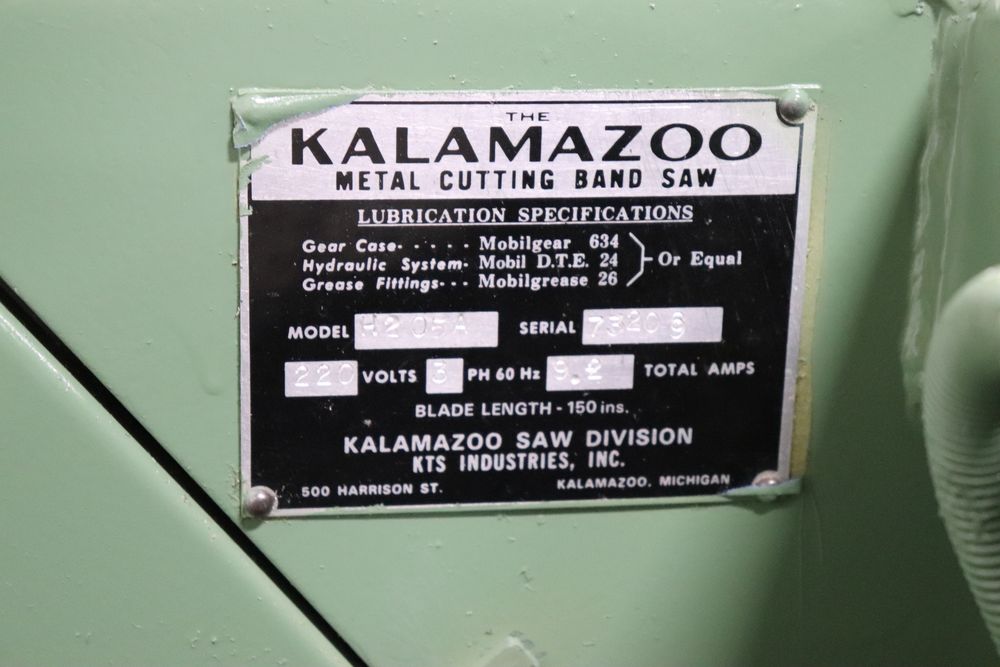 THE
KALAMAZOO
METAL CUTTING BAND SAW
LUBRICATION SPECIFICATIONS
Gear Case- - - - - Mobilgear 634
Hydraulic System- Mobil D.T.E. 24 Or Equal
Grease Fittings- - - Mobilgrease 26
MODEL SERIAL
220 VOLTS 3 PH 60 Hz 9.2 TOTAL AMPS
BLADE LENGTH - 150 ins.
KALAMAZOO SAW DIVISION
KTS INDUSTRIES, INC.
500 HARRISON ST. KALAMAZOO, MICHIGAN